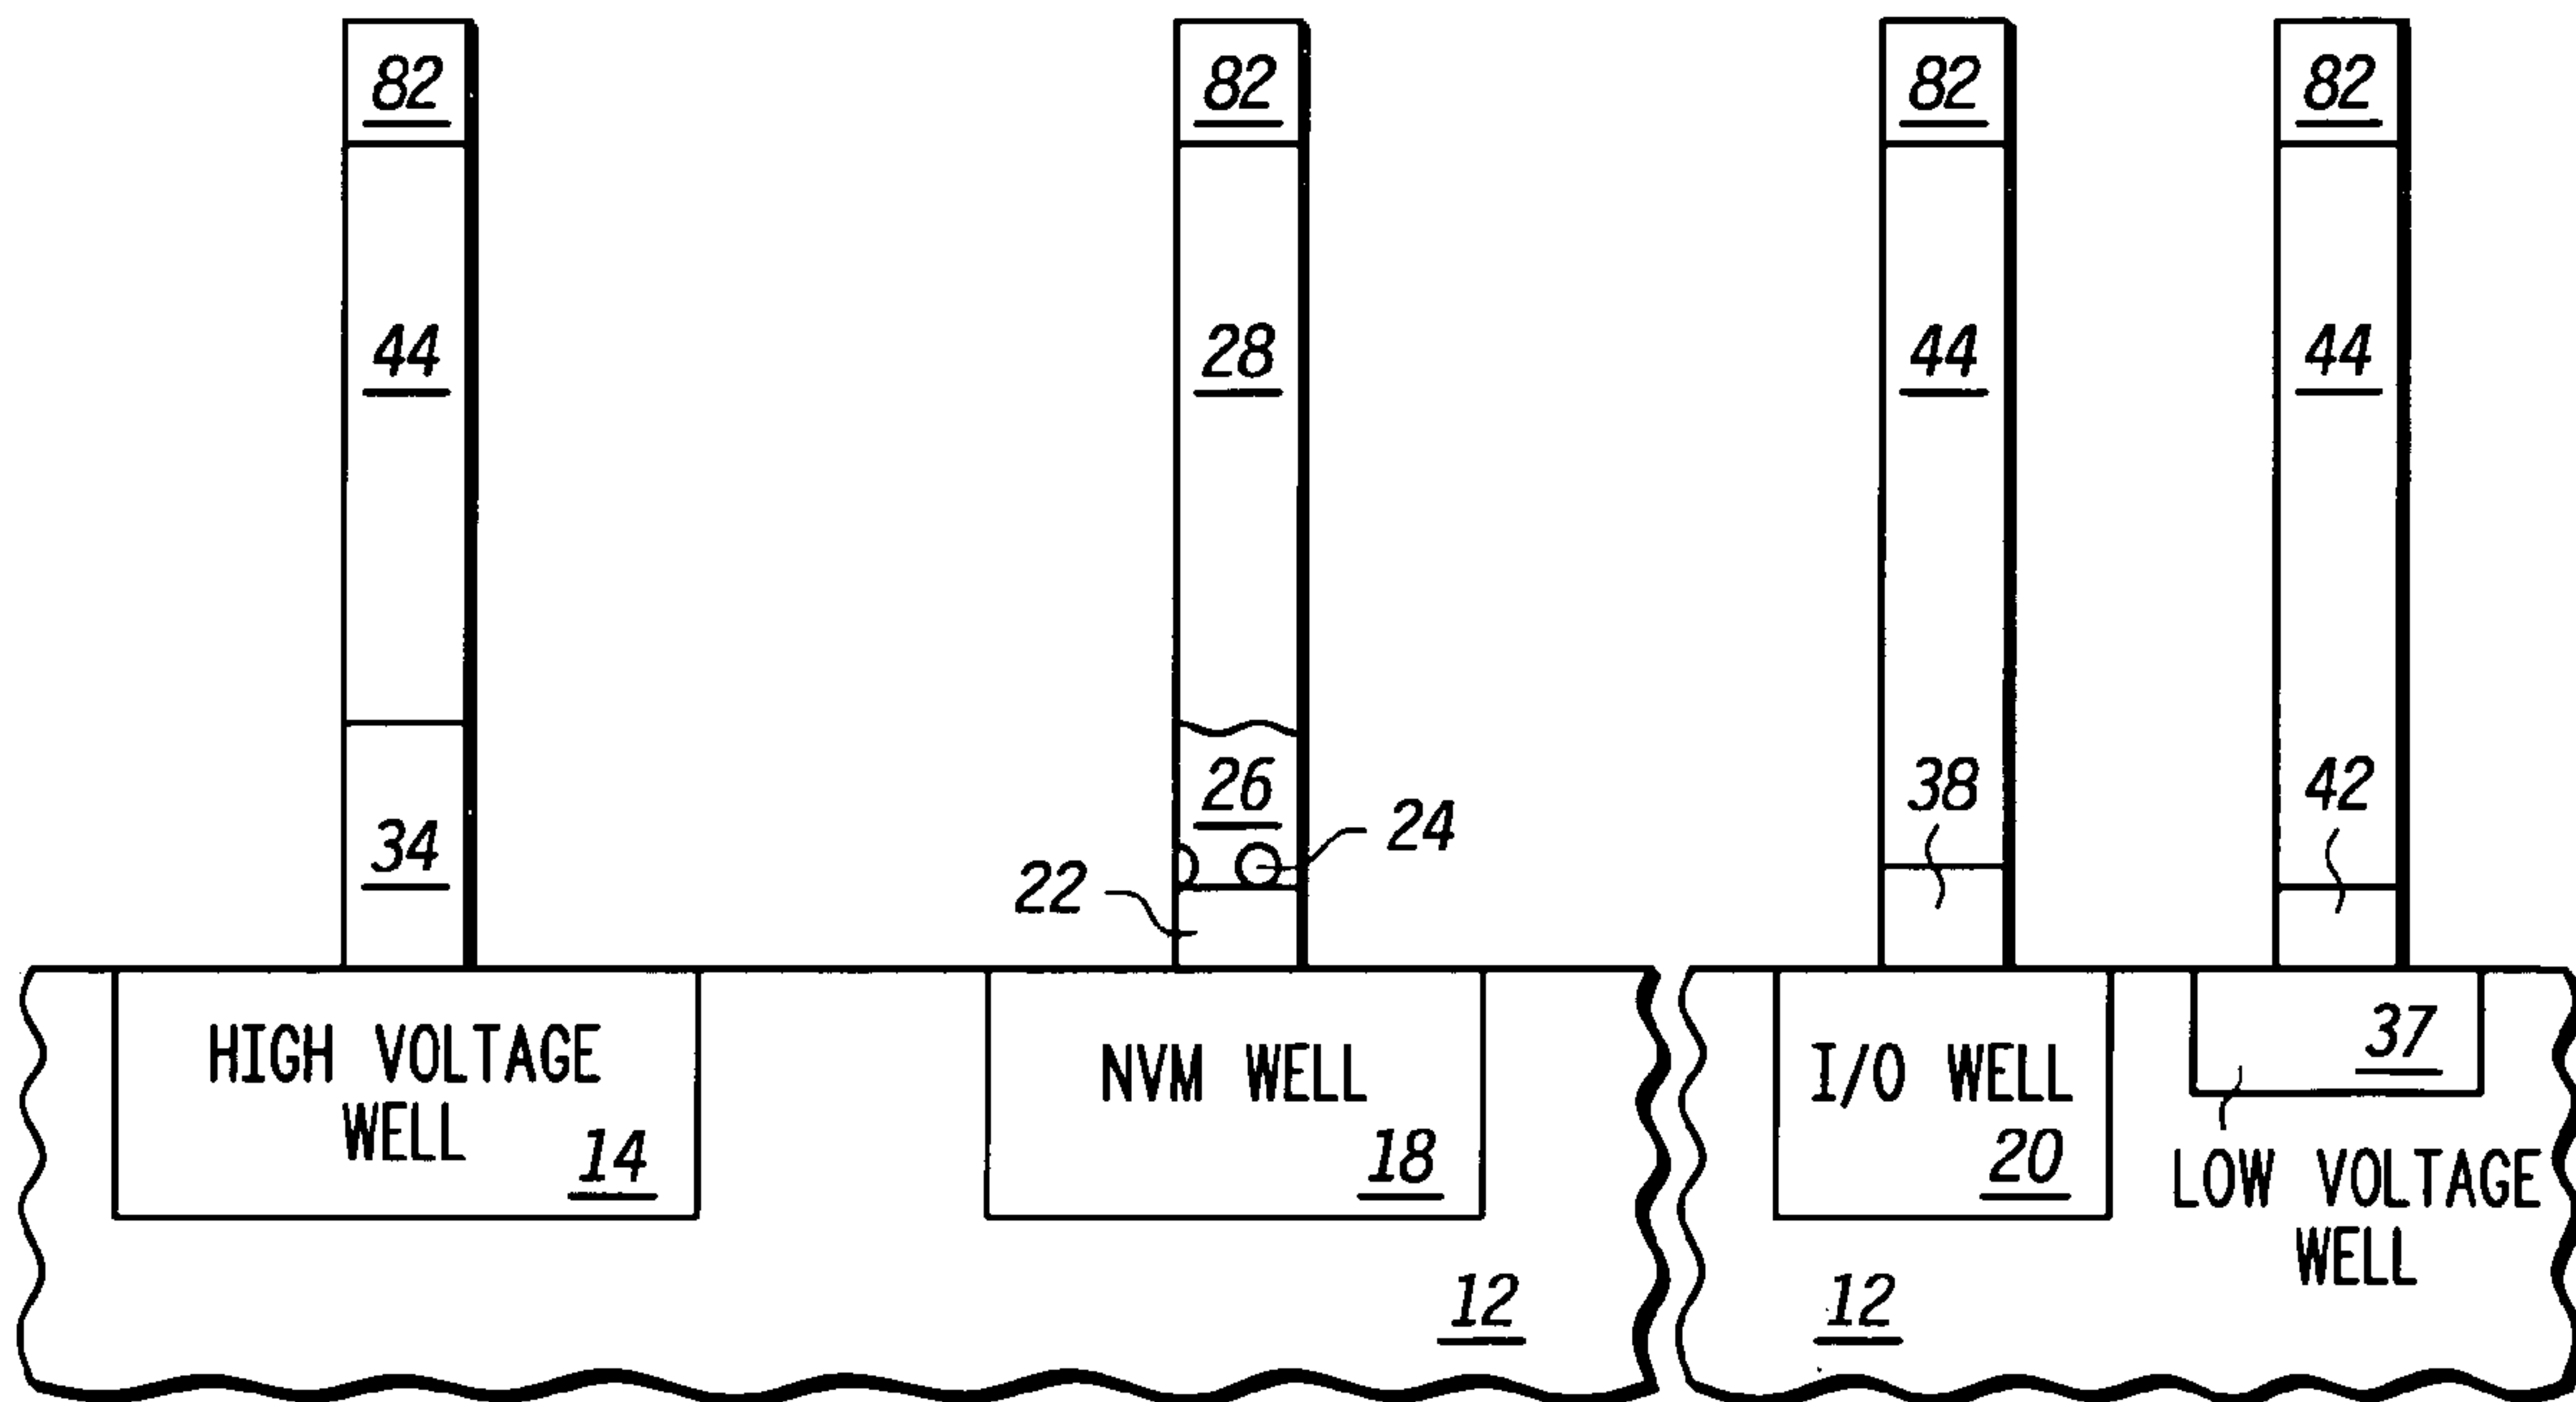 82 82 82 82
44 28 44 44
26 38 42
34 24
22
HIGH VOLTAGE
WELL
14
NVM WELL
18
I/O WELL
20
37
LOW VOLTAGE
WELL
12 12